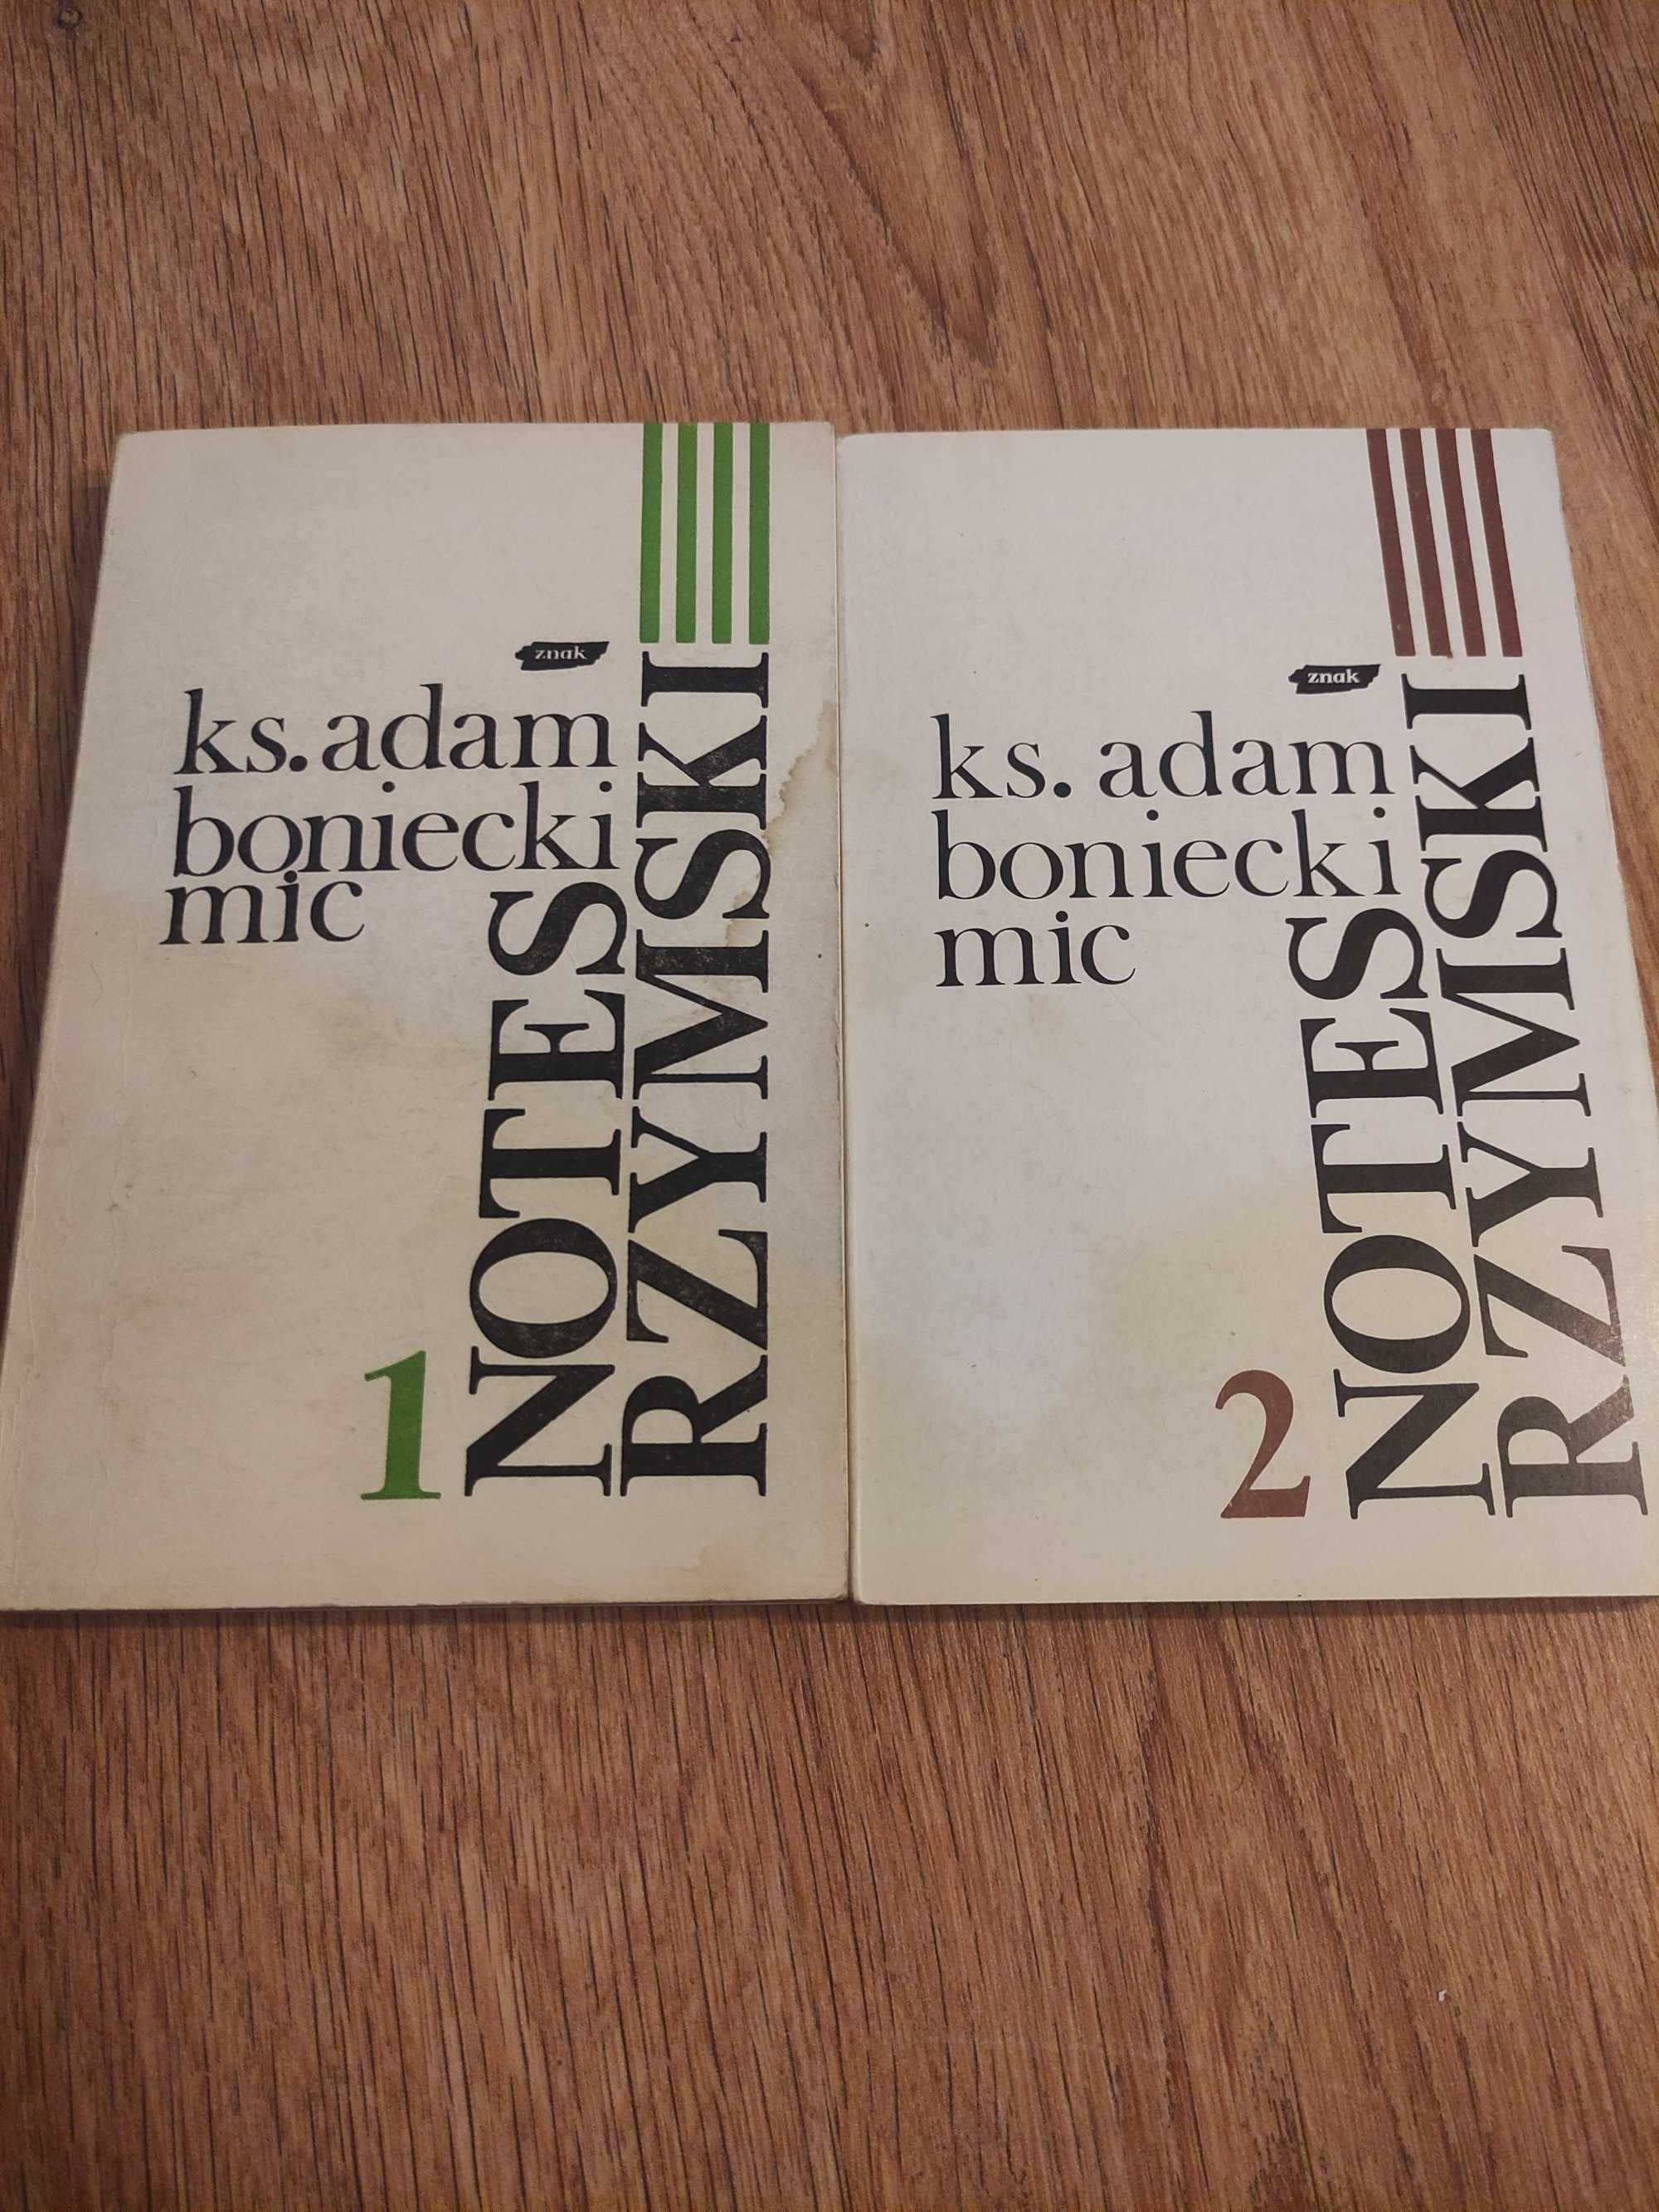 znak
ks. adam
boniecki
mic
NOTES
RZYMSKI
1
znak
ks. adam
boniecki
mic
NOTES
RZYMSKI
2